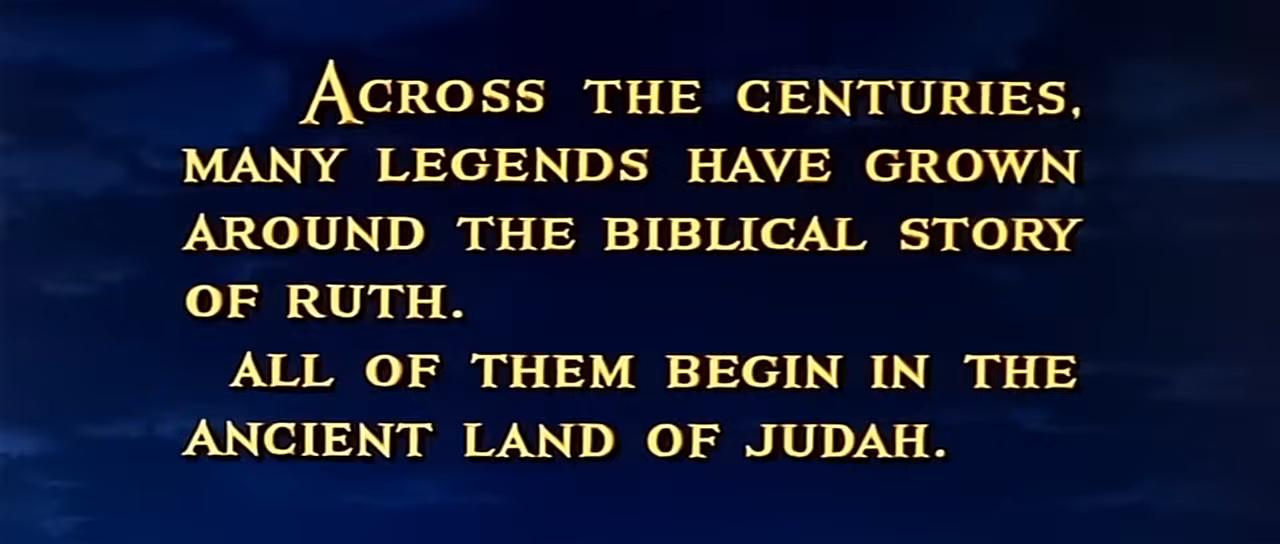 ACROSS THE CENTURIES,
MANY LEGENDS HAVE GROWN
AROUND THE BIBLICAL STORY
OF RUTH.
ALL OF THEM BEGIN IN THE
ANCIENT LAND OF JUDAH.